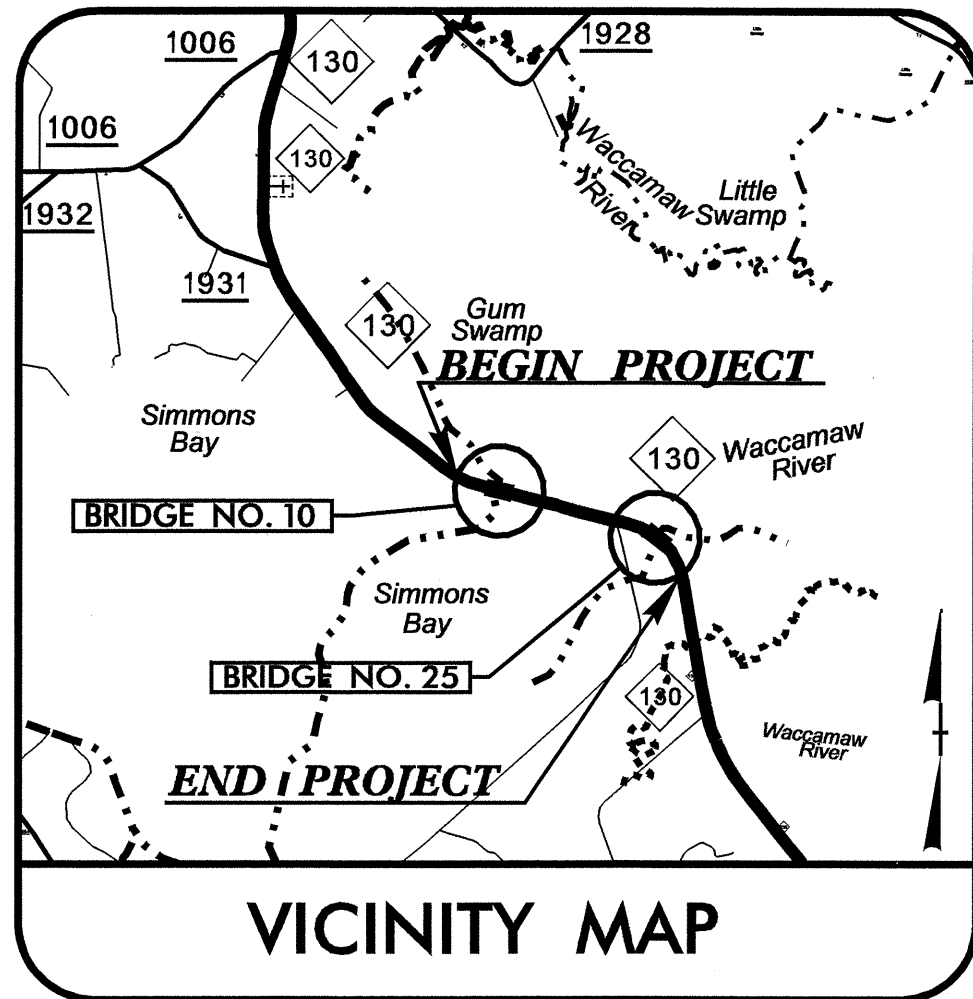 1006
130
1928
1006
130
1932
1931
Waccamaw
River
Little
Swamp
130
Gum
Swamp
BEGIN PROJECT
Simmons
Bay
130
Waccamaw
River
BRIDGE NO. 10
Simmons
Bay
BRIDGE NO. 25
130
Waccamaw
River
END PROJECT
VICINITY MAP